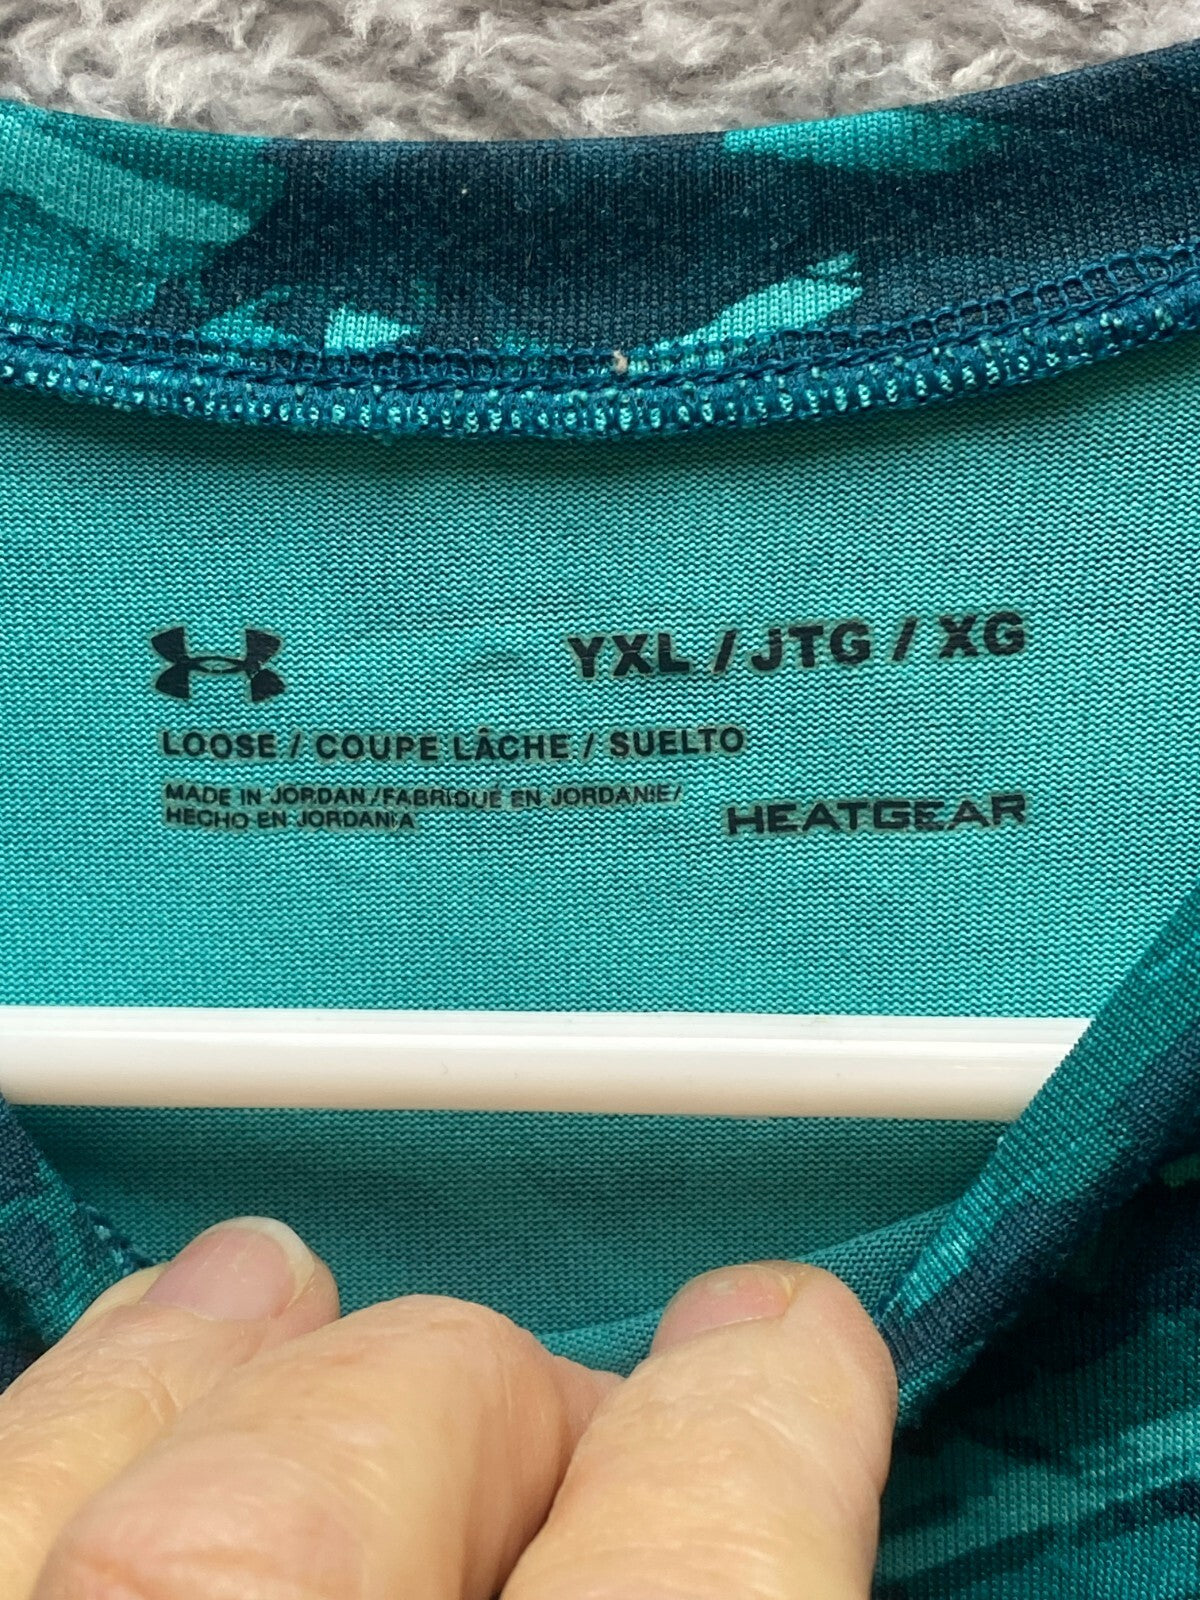 YXL / JTG / XG
LOOSE / COUPE LÂCHE / SUELTO
MADE IN JORDAN / FABRIQUÉ EN JORDANIE /
HECHO EN JORDANIA
HEATGEAR